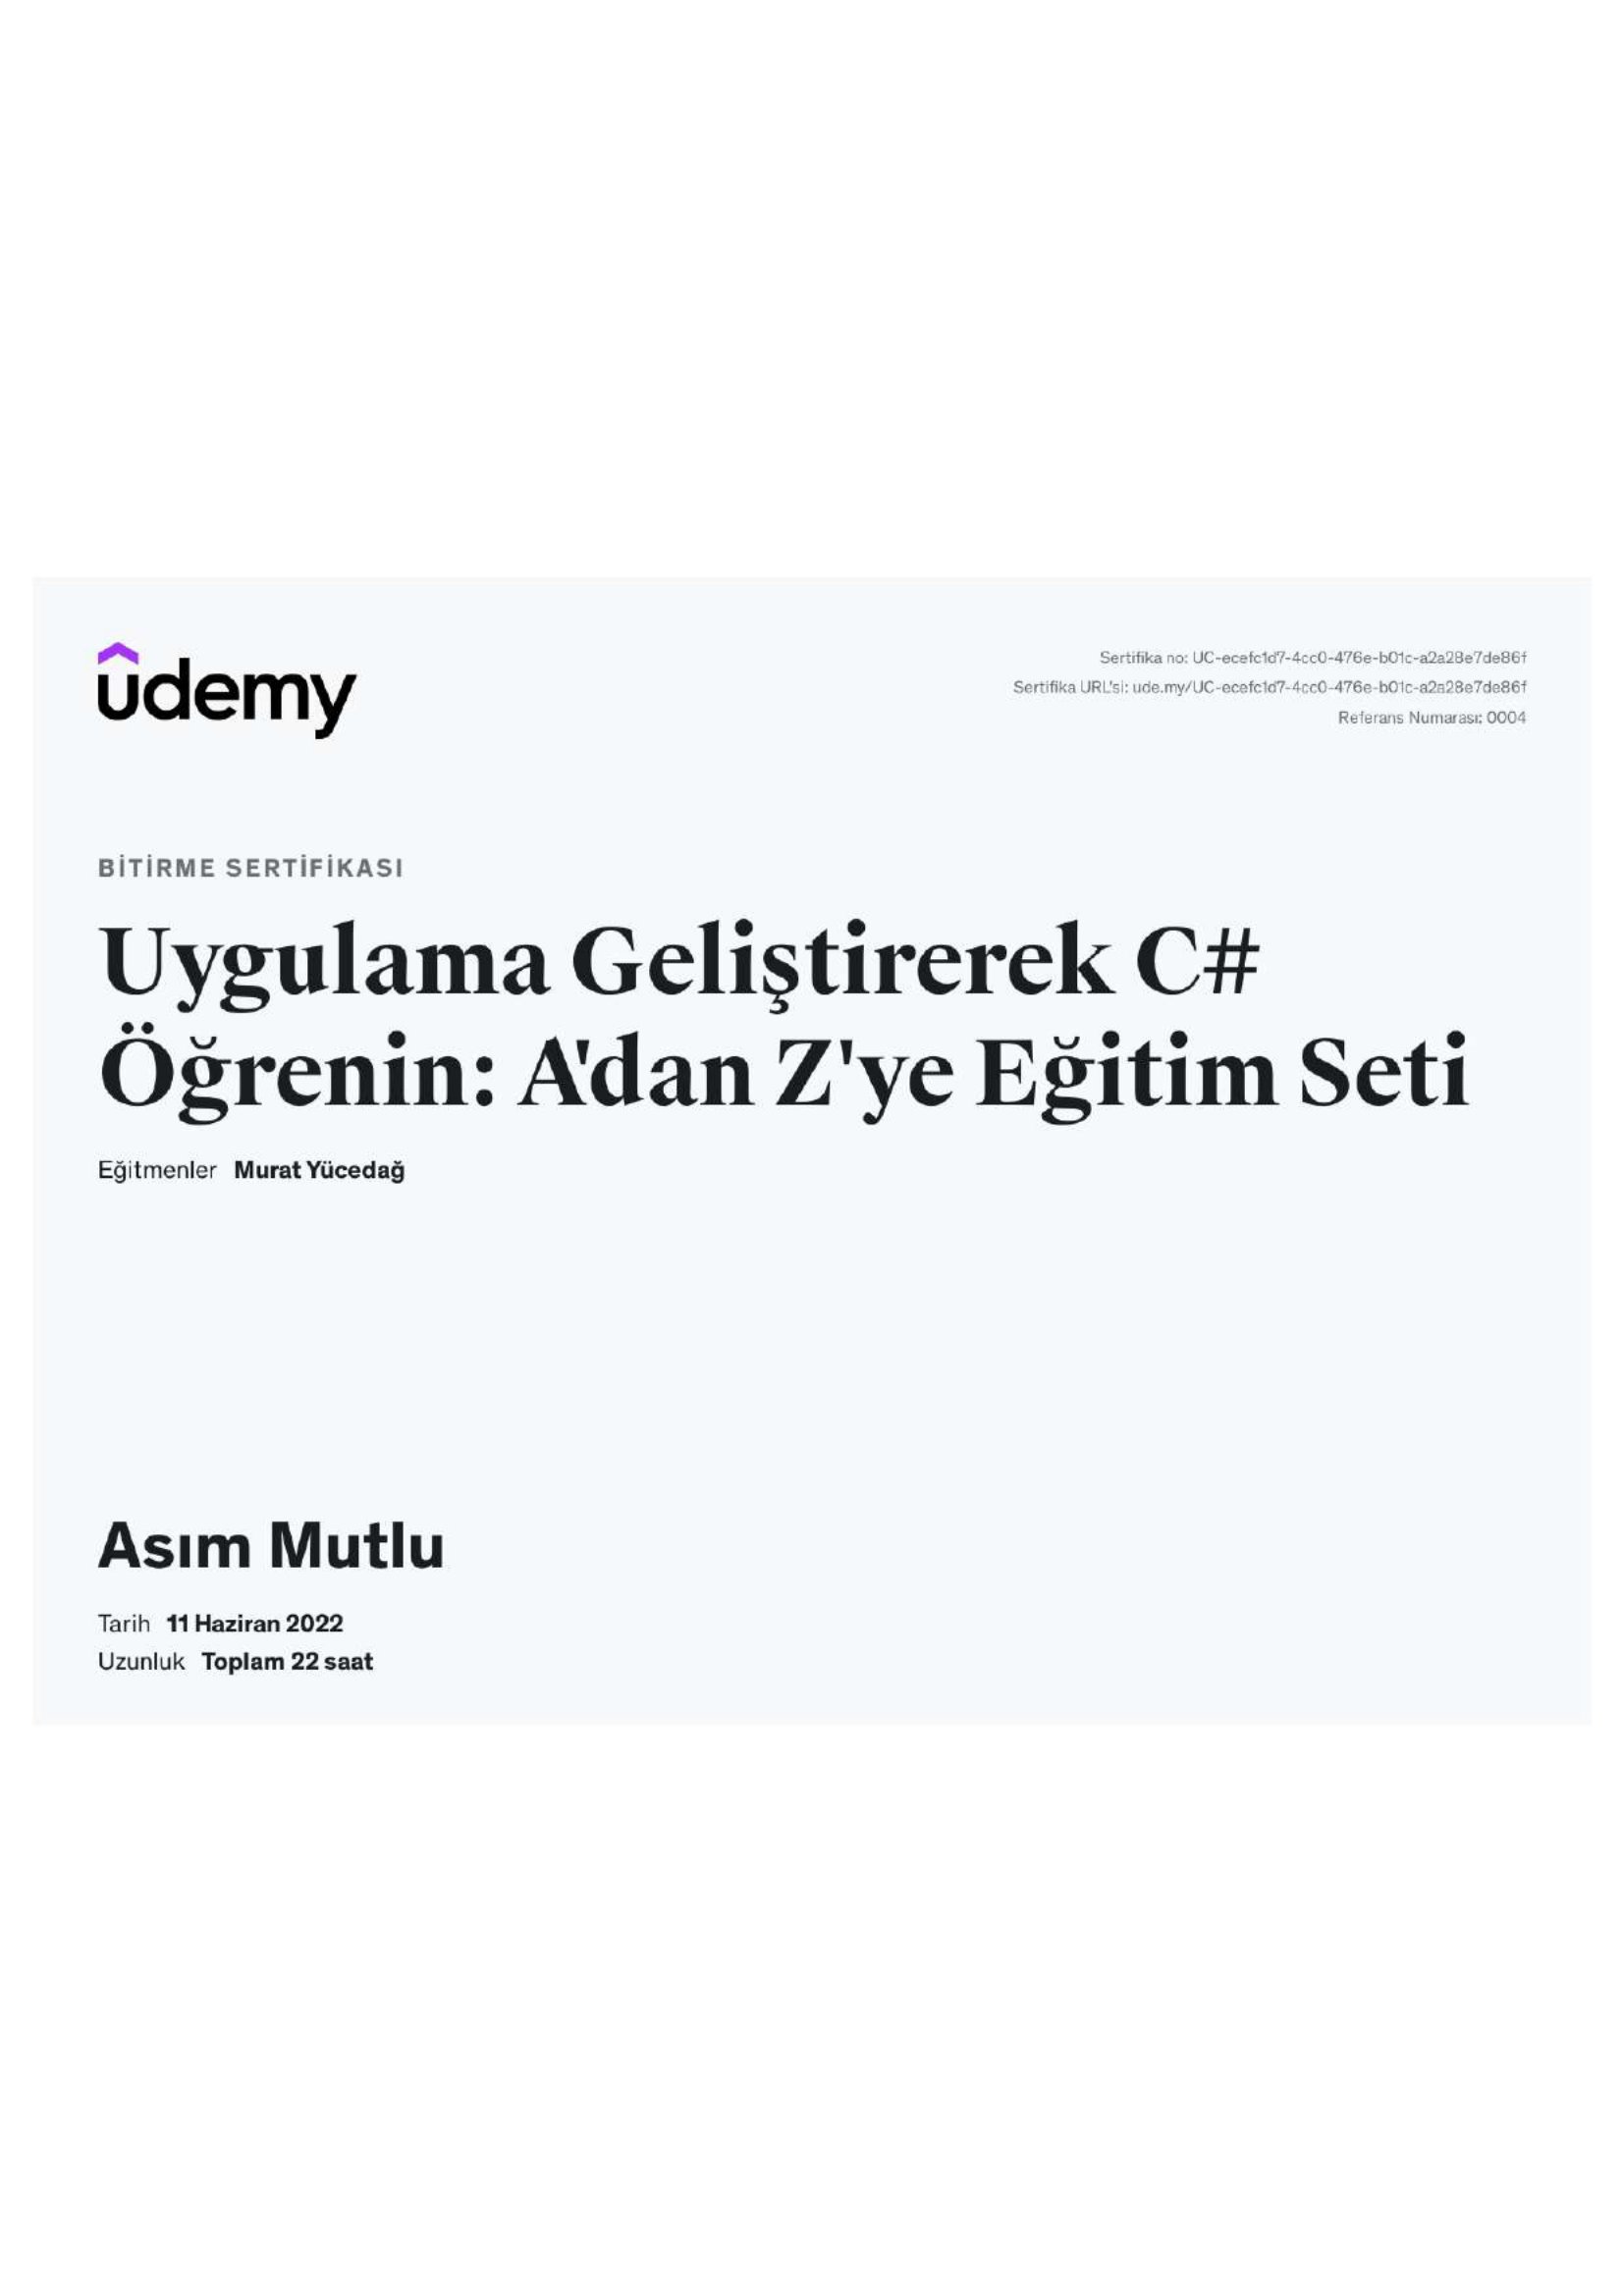 udemy
Sertifika no: UC-ecefc1d7-4cc0-476e-b01c-a2a28e7de86f
Sertifika URL'si: ude.my/UC-ecefc1d7-4cc0-476e-b01c-a2a28e7de86f
Referans Numarası: 0004
BİTİRME SERTİFİKASI
Uygulama Geliştirerek C#
Öğrenin: A'dan Z'ye Eğitim Seti
Eğitmenler Murat Yücedağ
Asım Mutlu
Tarih 11 Haziran 2022
Uzunluk Toplam 22 saat